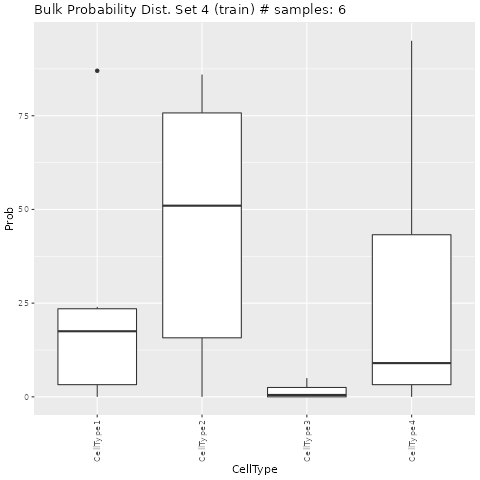 Bulk Probability Dist. Set 4 (train) # samples: 6
Prob
75
50
25
0
CellType1
CellType2
CellType3
CellType4
CellType